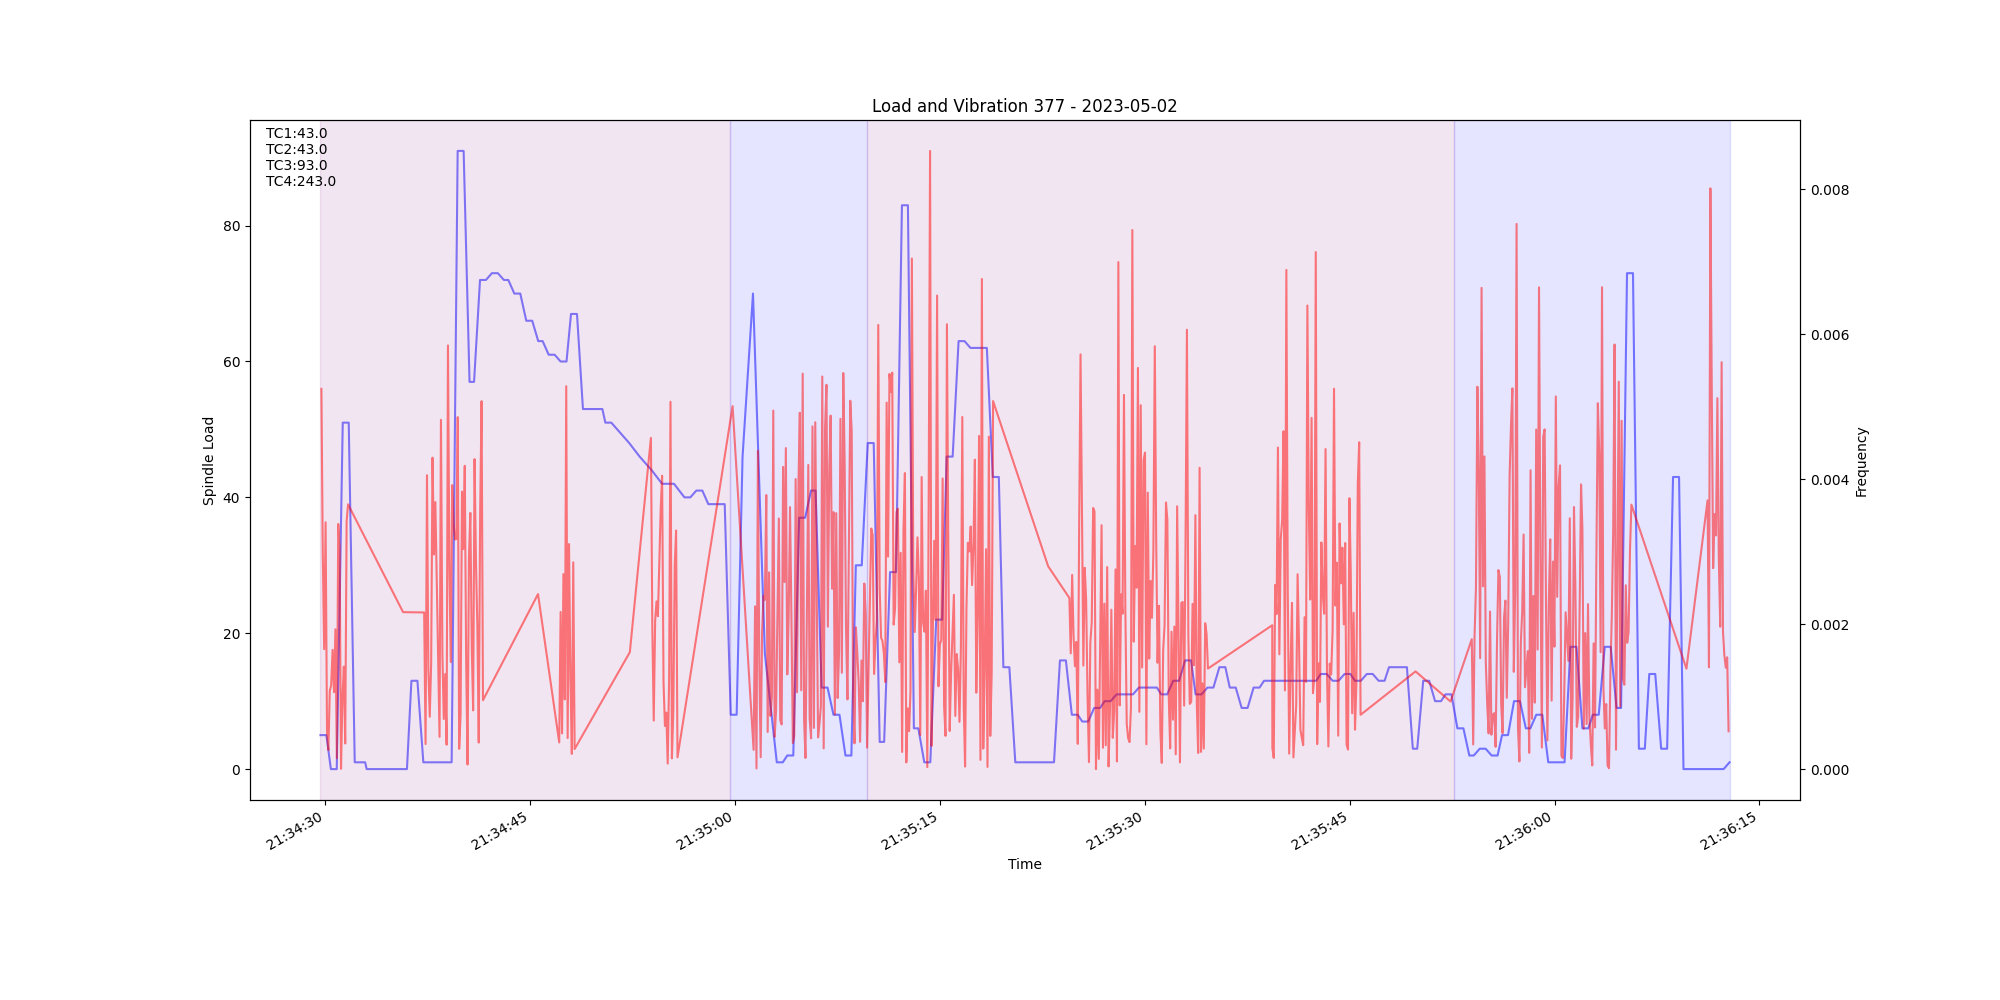 Load and Vibration 377 - 2023-05-02
TC1:43.0
TC2:43.0
TC3:93.0
TC4:243.0
Spindle Load
80
60
40
20
0
Frequency
0.008
0.006
0.004
0.002
0.000
21:34:30
21:34:45
21:35:00
21:35:15
21:35:30
21:35:45
21:36:00
21:36:15
Time